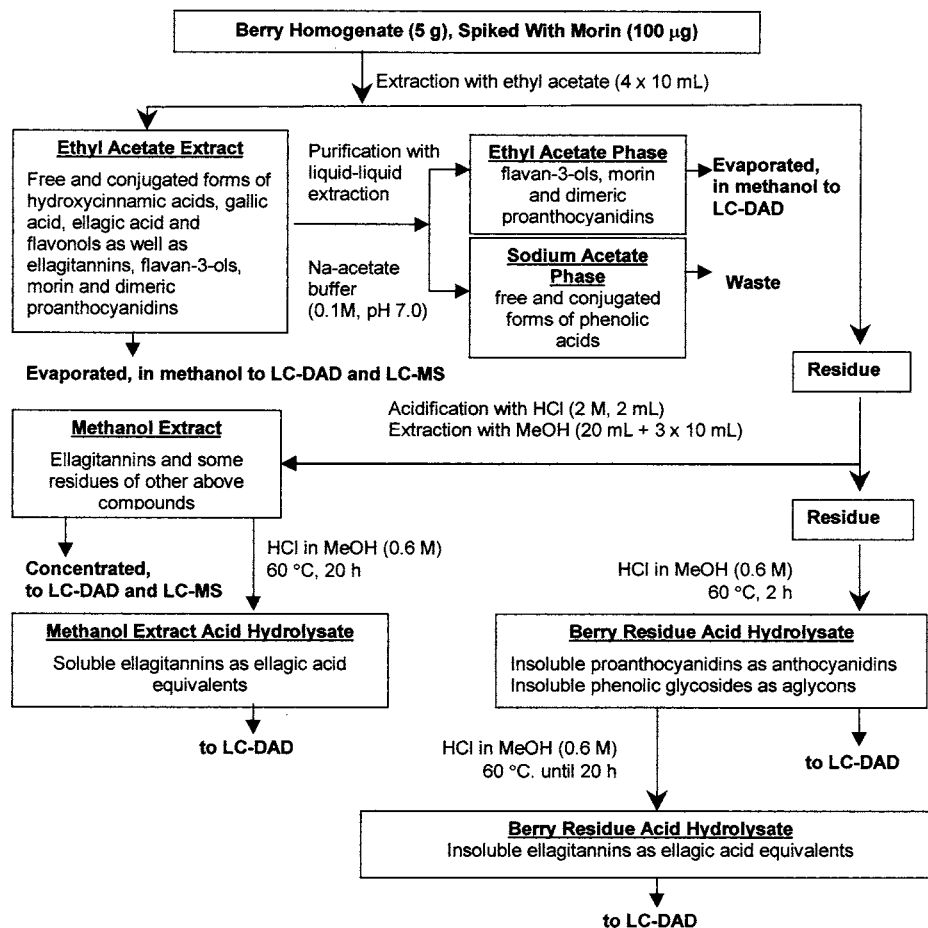 Berry Homogenate (5 g), Spiked With Morin (100 µg)
Extraction with ethyl acetate (4 x 10 mL)
Ethyl Acetate Extract
Free and conjugated forms of
hydroxycinnamic acids, gallic
acid, ellagic acid and
flavonols as well as
ellagitannins, flavan-3-ols,
morin and dimeric
proanthocyanidins
Purification with
liquid-liquid
extraction
Na-acetate
buffer
(0.1M, pH 7.0)
Ethyl Acetate Phase
flavan-3-ols, morin
and dimeric
proanthocyanidins
Evaporated,
in methanol to
LC-DAD
Sodium Acetate
Phase
free and conjugated
forms of phenolic
acids
Waste
Evaporated, in methanol to LC-DAD and LC-MS
Residue
Acidification with HCl (2 M, 2 mL)
Extraction with MeOH (20 mL + 3 x 10 mL)
Methanol Extract
Ellagitannins and some
residues of other above
compounds
Residue
HCl in MeOH (0.6 M)
60 °C, 20 h
Concentrated,
to LC-DAD and LC-MS
HCl in MeOH (0.6 M)
60 °C, 2 h
Methanol Extract Acid Hydrolysate
Soluble ellagitannins as ellagic acid
equivalents
Berry Residue Acid Hydrolysate
Insoluble proanthocyanidins as anthocyanidins
Insoluble phenolic glycosides as aglycons
to LC-DAD
HCl in MeOH (0.6 M)
60 °C. until 20 h
to LC-DAD
Berry Residue Acid Hydrolysate
Insoluble ellagitannins as ellagic acid equivalents
to LC-DAD